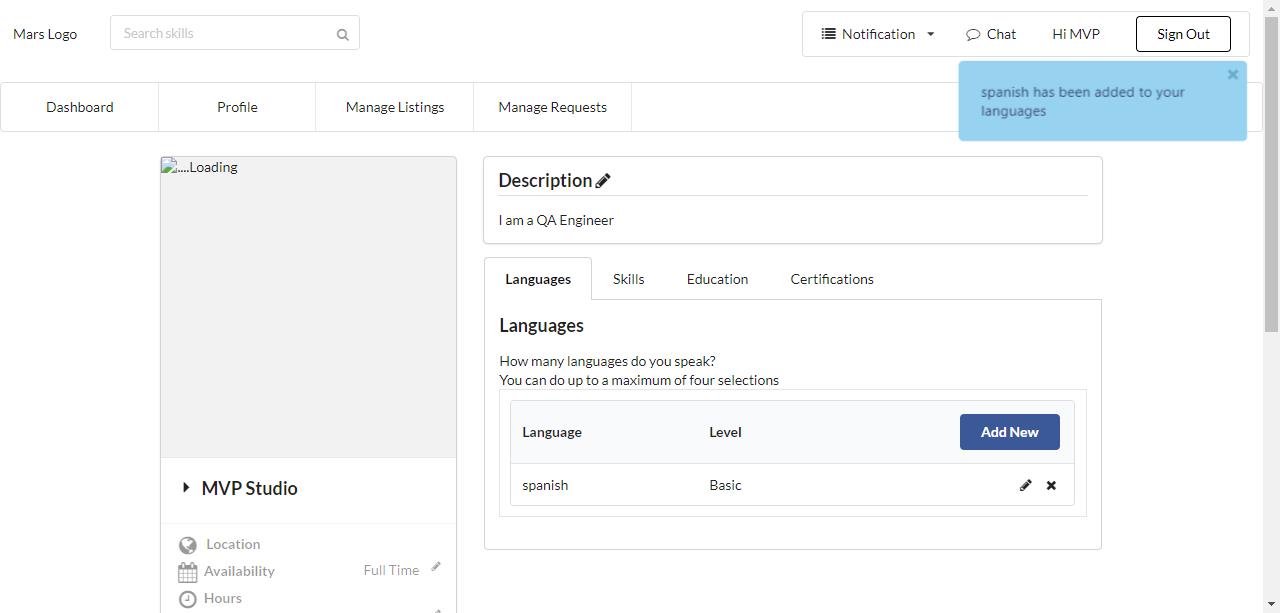 Mars Logo
Search skills
Notification
Chat
Hi MVP
Sign Out
Dashboard
Profile
Manage Listings
Manage Requests
spanish has been added to your
languages
....Loading
Description
I am a QA Engineer
Languages
Skills
Education
Certifications
Languages
How many languages do you speak?
You can do up to a maximum of four selections
Language
Level
Add New
spanish
Basic
MVP Studio
Location
Availability
Full Time
Hours